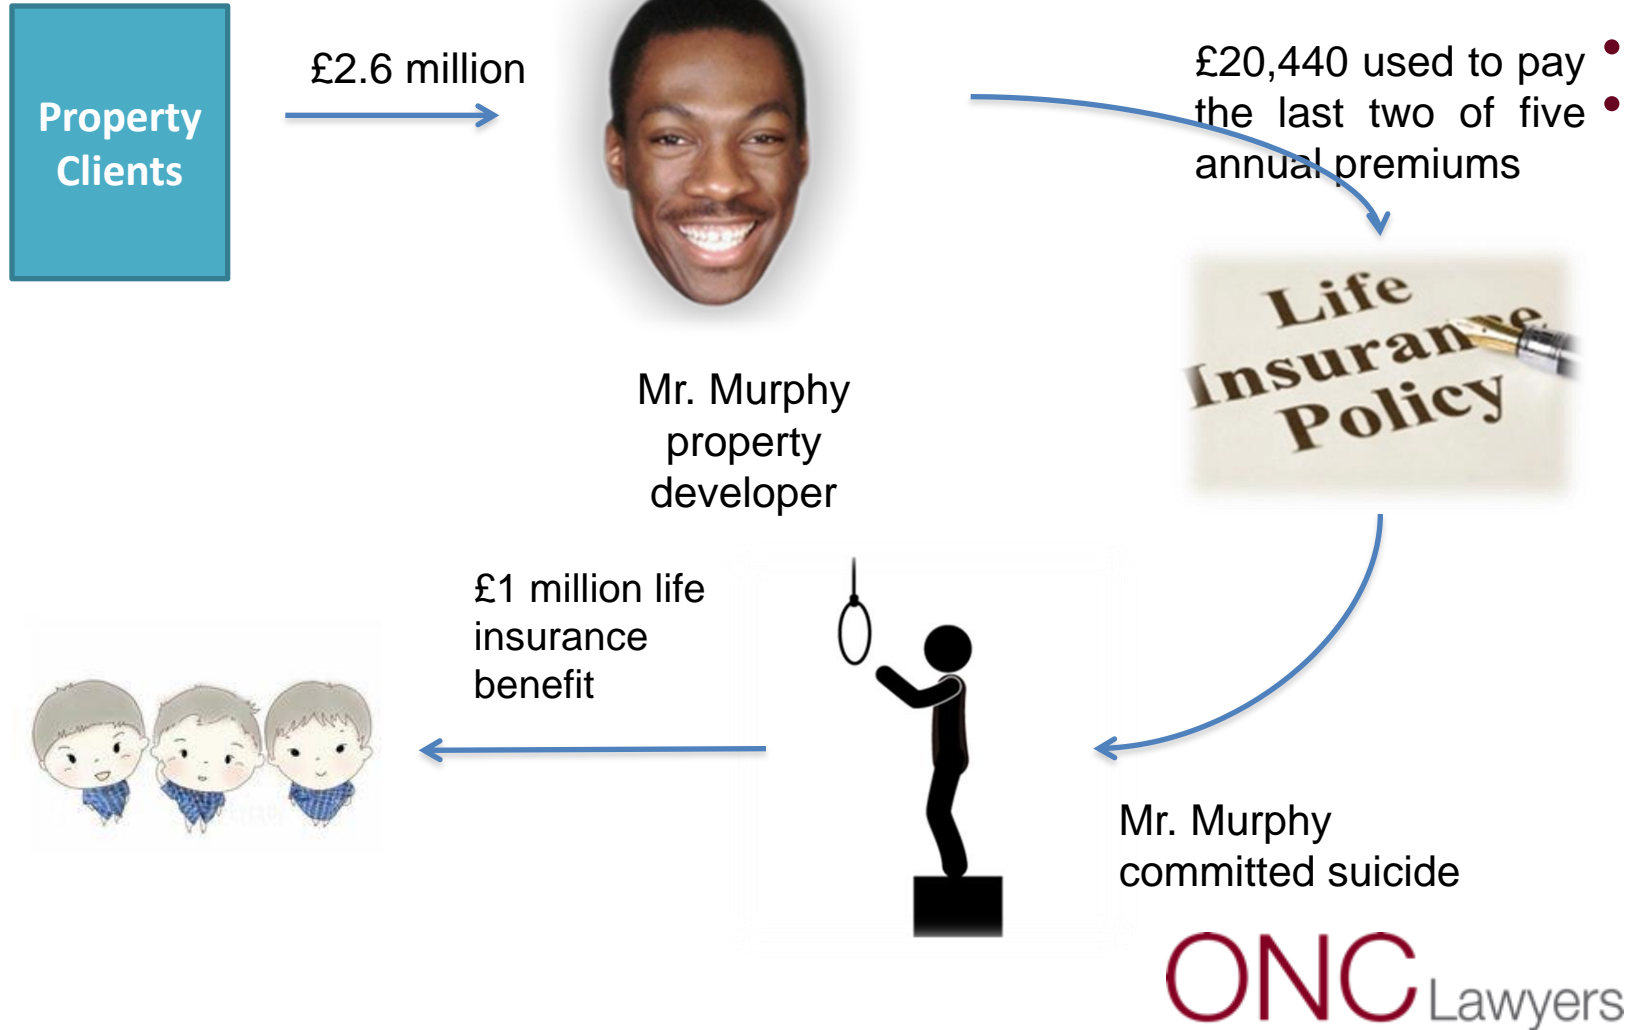 Property
Clients
£2.6 million
£20,440 used to pay
the last two of five
annual premiums
Life
Insurance
Policy
Mr. Murphy
property
developer
£1 million life
insurance
benefit
Mr. Murphy
committed suicide
ONC Lawyers